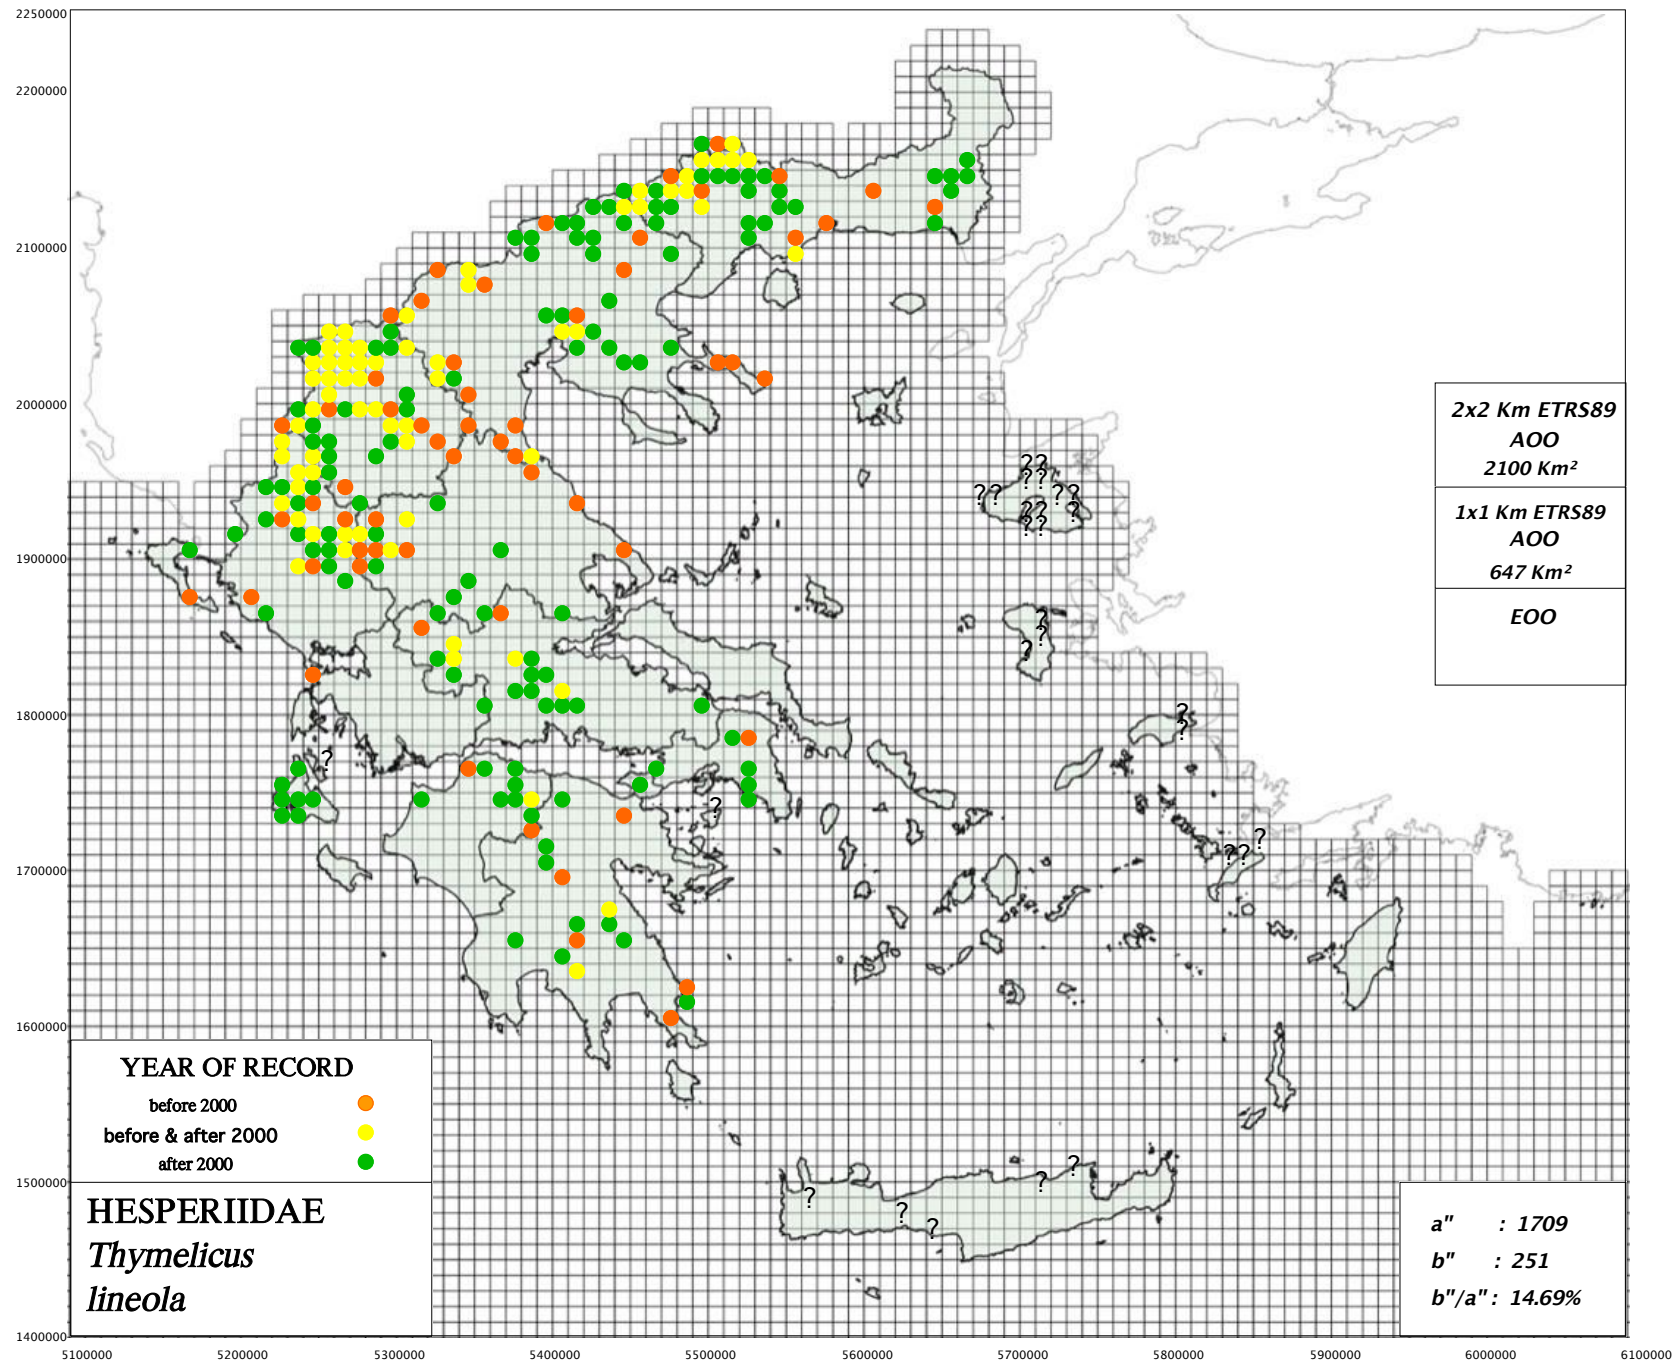 2250000
2200000
2100000
2000000
1900000
1800000
1700000
1600000
1500000
1400000
5100000 5200000 5300000 5400000 5500000 5600000 5700000 5800000 5900000 6000000 6100000
2x2 Km ETRS89
AOO
2100 Km²
1x1 Km ETRS89
AOO
647 Km²
EOO
??
??
? ? ? ?
??
?
??
?
?
?
?
?
?
?
?
??
?
?
?
?
?
YEAR OF RECORD
before 2000
before & after 2000
after 2000
HESPERIIDAE
Thymelicus
lineola
a" : 1709
b" : 251
b"/a" : 14.69%